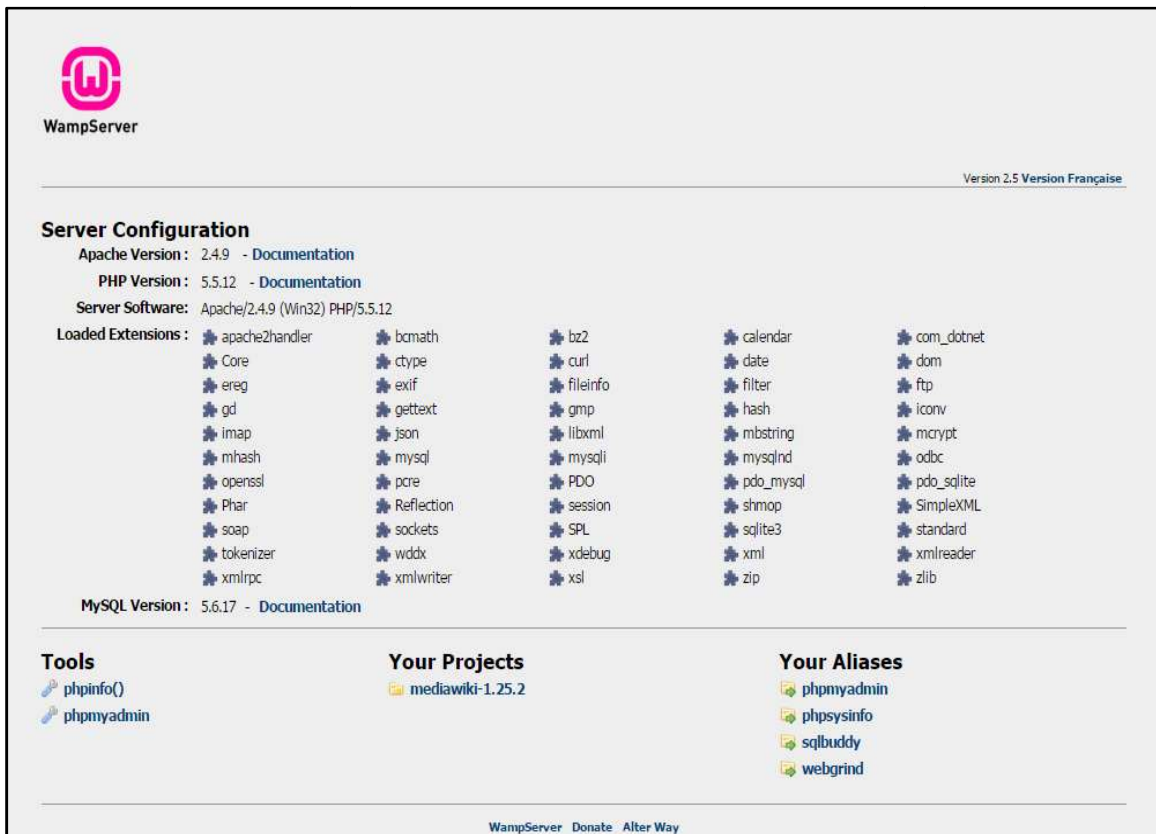 WampServer
Version 2.5 Version Française
Server Configuration
Apache Version : 2.4.9 - Documentation
PHP Version : 5.5.12 - Documentation
Server Software: Apache/2.4.9 (Win32) PHP/5.5.12
Loaded Extensions : apache2handler bcmath bz2 calendar com_dotnet
Core ctype curl date dom
ereg exif fileinfo filter ftp
gd gettext gmp hash iconv
imap json libxml mbstring mcrypt
mhash mysql mysqli mysqlnd odbc
openssl pcre PDO pdo_mysql pdo_sqlite
Phar Reflection session shmop SimpleXML
soap sockets SPL sqlite3 standard
tokenizer wddx xdebug xml xmlreader
xmlrpc xmlwriter xsl zip zlib
MySQL Version : 5.6.17 - Documentation
Tools
phpinfo()
phpmyadmin
Your Projects
mediawiki-1.25.2
Your Aliases
phpmyadmin
phpsysinfo
sqlbuddy
webgrind
WampServer Donate Alter Way